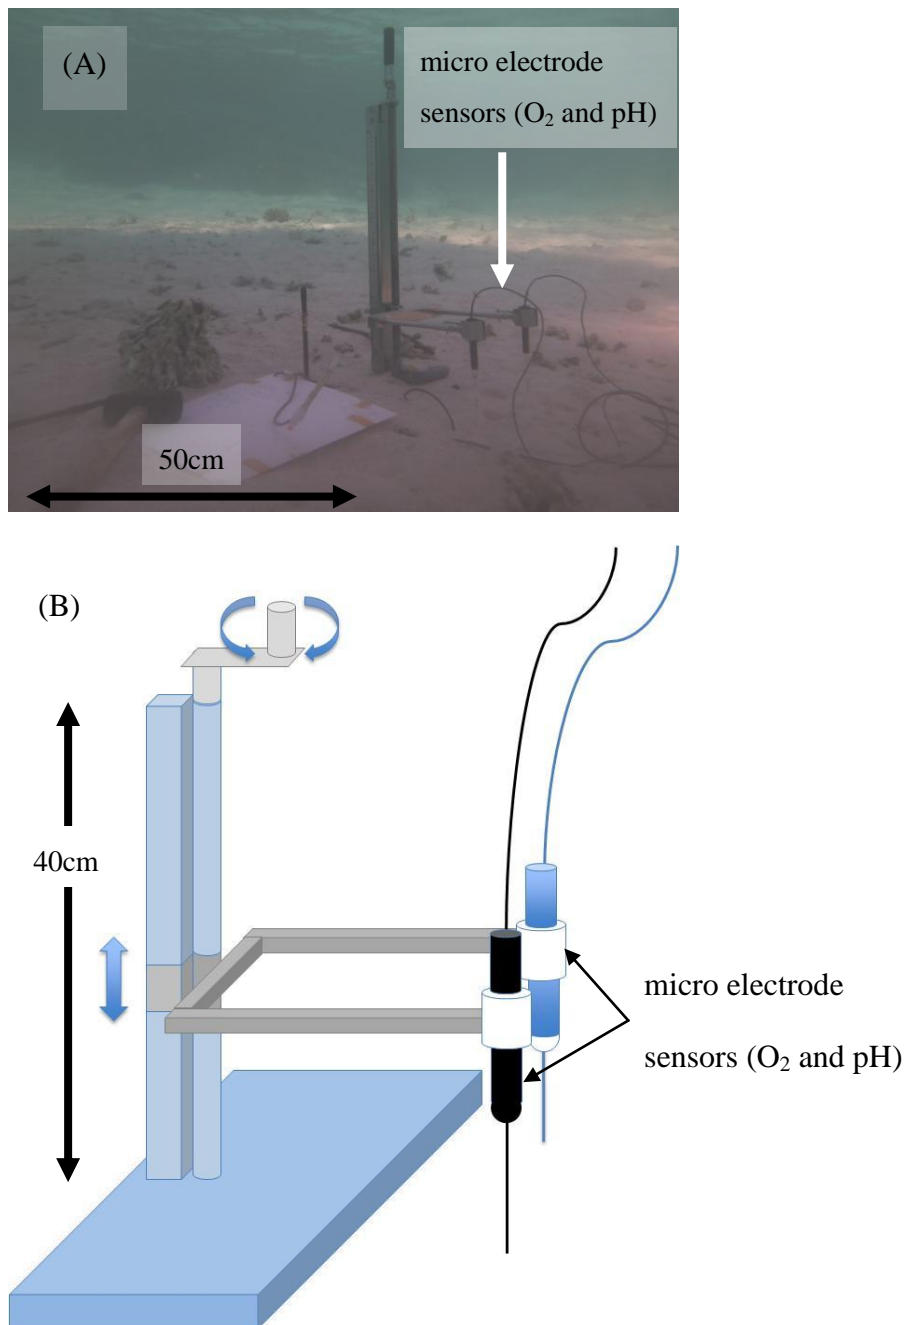 (A)
micro electrode
sensors (O₂ and pH)
50cm
(B)
40cm
micro electrode
sensors (O₂ and pH)